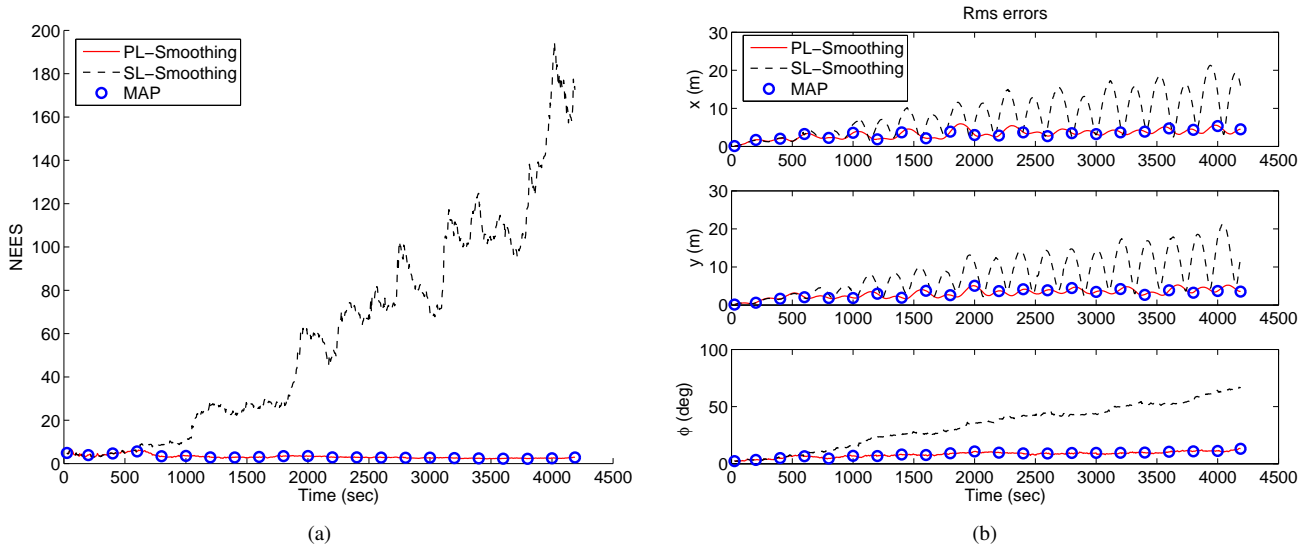 200
180
160
140
120
100
80
60
40
20
0
NEES
PL-Smoothing
SL-Smoothing
MAP
0 500 1000 1500 2000 2500 3000 3500 4000 4500
Time (sec)
(a)
Rms errors
30
20
10
0
x (m)
PL-Smoothing
SL-Smoothing
MAP
0 500 1000 1500 2000 2500 3000 3500 4000 4500
30
20
10
0
y (m)
0 500 1000 1500 2000 2500 3000 3500 4000 4500
100
50
0
ϕ (deg)
0 500 1000 1500 2000 2500 3000 3500 4000 4500
Time (sec)
(b)